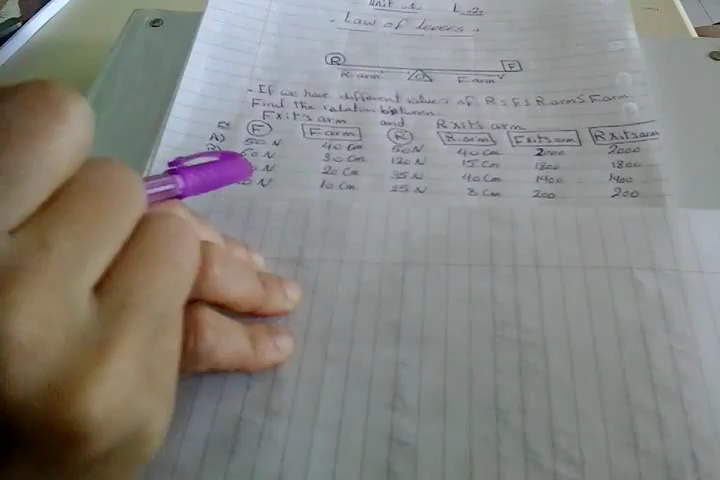 unit L. 2.
Law of levers.
R F
R.arm F.arm
- If we have different values of R & F & R.arm & F.arm
Find the relation between
F x it's arm and R x it's arm
F F.arm R R.arm F x it's arm R x it's arm
A) 50 N 40 Cm 50 N 40 Cm 2000 2000
60 N 30 Cm 120 N 15 Cm 1800 1800
N 20 Cm 35 N 40 Cm 1400 1400
N 10 Cm 25 N 8 Cm 200 200